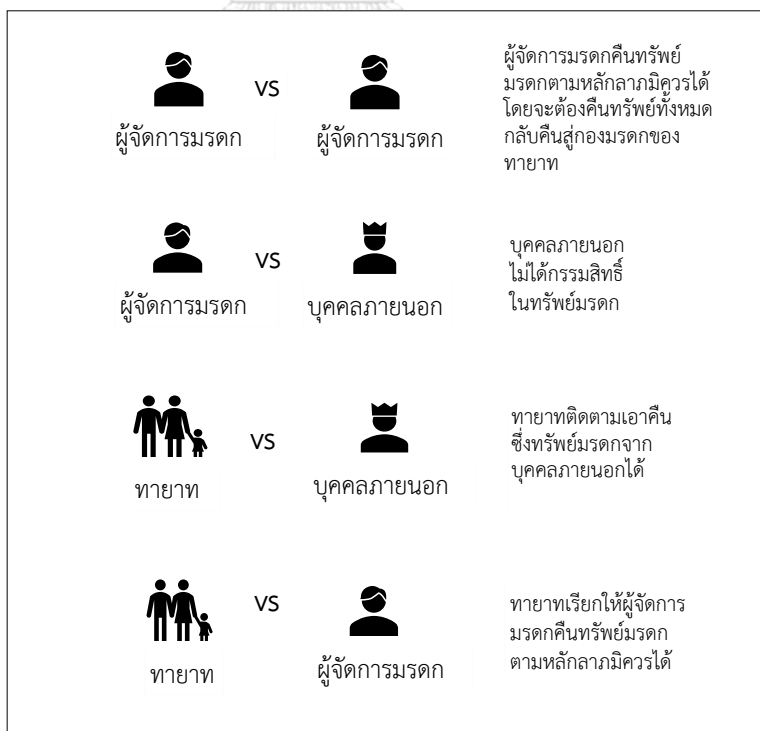 ผู้จัดการมรดก VS ผู้จัดการมรดก
ผู้จัดการมรดกคืนทรัพย์
มรดกตามหลักลาภมิควรได้
โดยจะต้องคืนทรัพย์ทั้งหมด
กลับคืนสู่กองมรดกของ
ทายาท
ผู้จัดการมรดก VS บุคคลภายนอก
บุคคลภายนอก
ไม่ได้กรรมสิทธิ์
ในทรัพย์มรดก
ทายาท VS บุคคลภายนอก
ทายาทติดตามเอาคืน
ซึ่งทรัพย์มรดกจาก
บุคคลภายนอกได้
ทายาท VS ผู้จัดการมรดก
ทายาทเรียกให้ผู้จัดการ
มรดกคืนทรัพย์มรดก
ตามหลักลาภมิควรได้